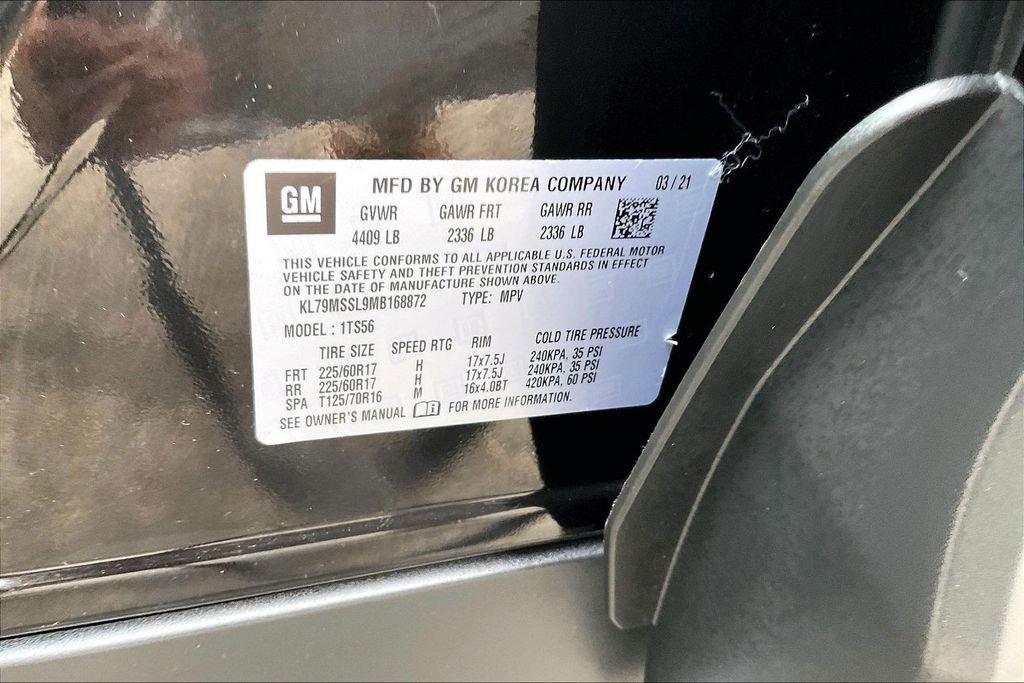 GM MFD BY GM KOREA COMPANY 03/21
GVWR GAWR FRT GAWR RR
4409 LB 2336 LB 2336 LB
THIS VEHICLE CONFORMS TO ALL APPLICABLE U.S. FEDERAL MOTOR
VEHICLE SAFETY AND THEFT PREVENTION STANDARDS IN EFFECT
ON THE DATE OF MANUFACTURE SHOWN ABOVE.
KL79MSSL9MB168872 TYPE: MPV
MODEL : 1TS56
TIRE SIZE SPEED RTG RIM COLD TIRE PRESSURE
FRT 225/60R17 H 17x7.5J 240KPA, 35 PSI
RR 225/60R17 H 17x7.5J 240KPA, 35 PSI
SPA T125/70R16 M 16x4.0BT 420KPA, 60 PSI
SEE OWNER'S MANUAL FOR MORE INFORMATION.